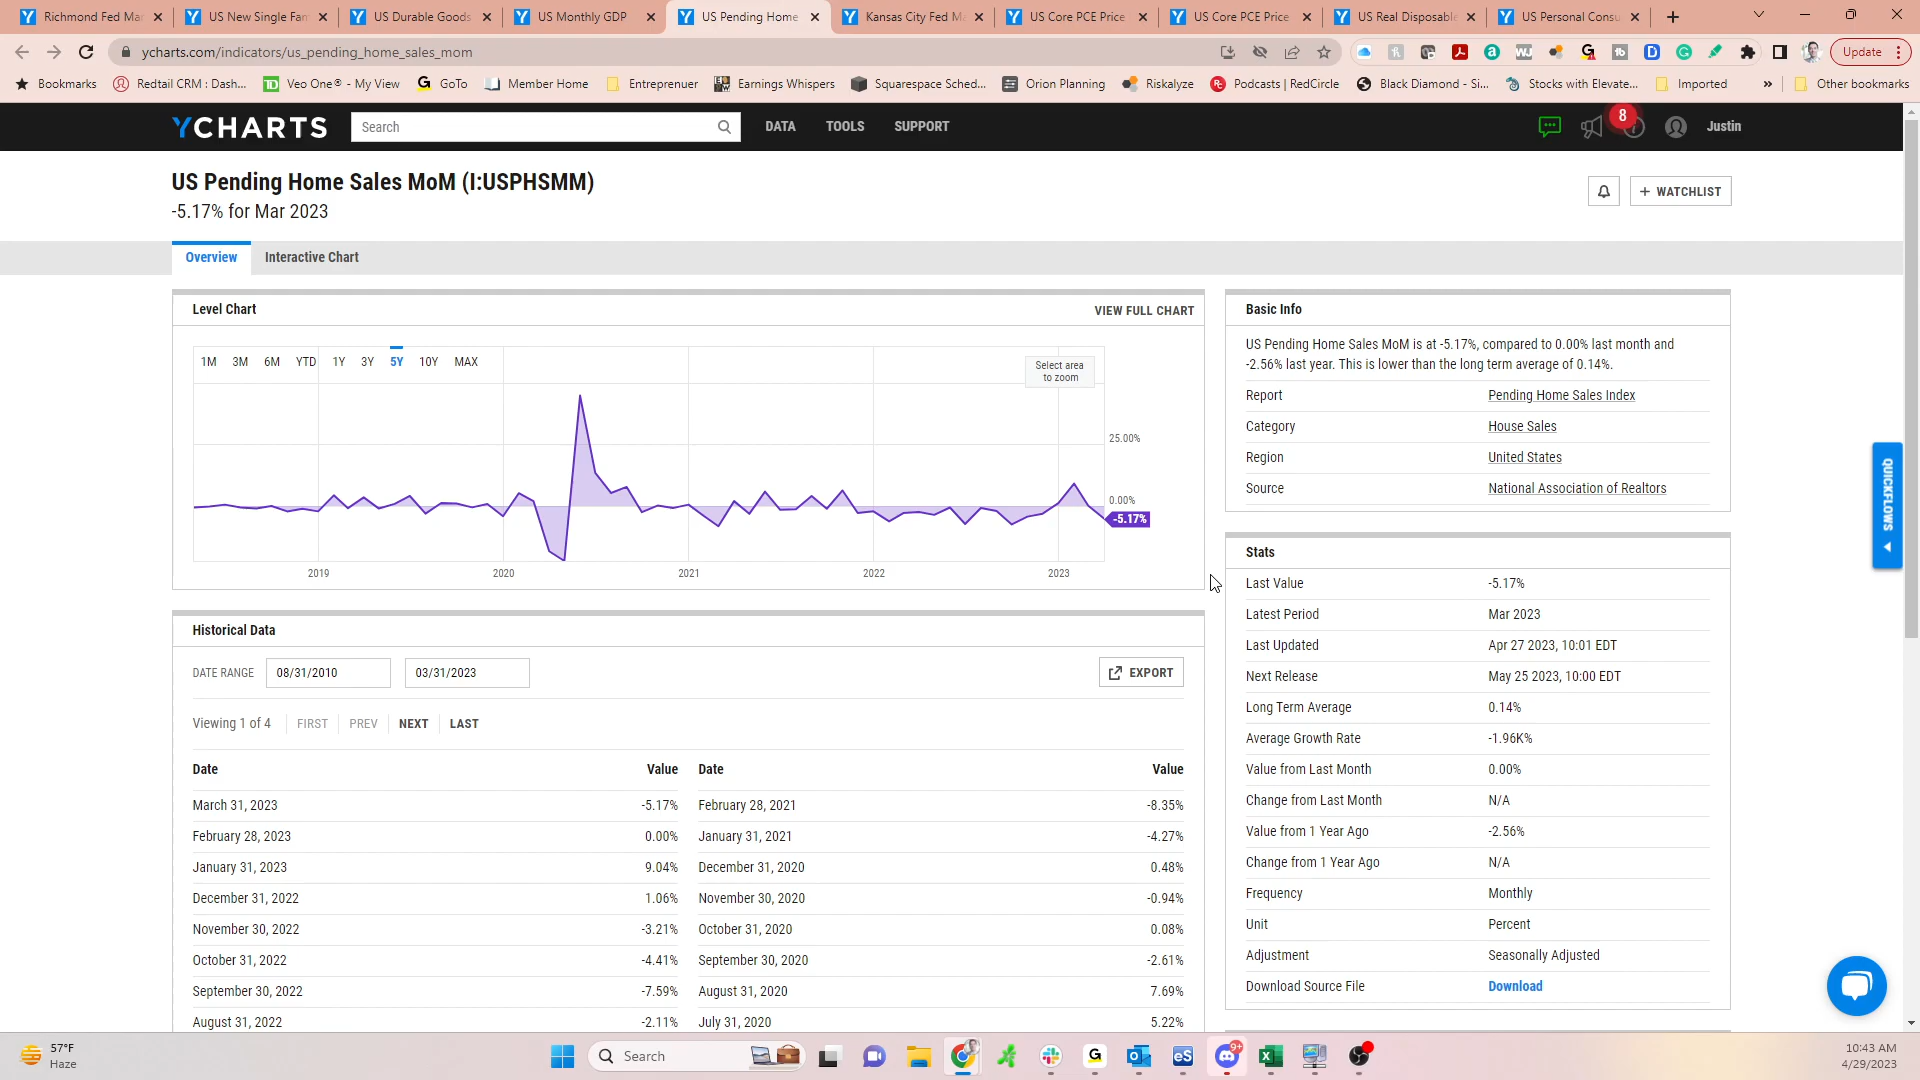 Richmond Fed Mar
US New Single Fam
US Durable Goods
US Monthly GDP
US Pending Home
Kansas City Fed M
US Core PCE Price
US Core PCE Price
US Real Disposable
US Personal Consu
ycharts.com/indicators/us_pending_home_sales_mom
Update
Bookmarks
Redtail CRM : Dash...
Veo One® - My View
GoTo
Member Home
Entreprenuer
Earnings Whispers
Squarespace Sched...
Orion Planning
Riskalyze
Podcasts | RedCircle
Black Diamond - Si...
Stocks with Elevate...
Imported
»
Other bookmarks
YCHARTS
Search
DATA
TOOLS
SUPPORT
8
Justin
US Pending Home Sales MoM (I:USPHSMM)
-5.17% for Mar 2023
+ WATCHLIST
Overview
Interactive Chart
Level Chart
VIEW FULL CHART
1M 3M 6M YTD 1Y 3Y 5Y 10Y MAX
Select area
to zoom
25.00%
0.00%
-5.17%
2019 2020 2021 2022 2023
Basic Info
US Pending Home Sales MoM is at -5.17%, compared to 0.00% last month and
-2.56% last year. This is lower than the long term average of 0.14%.
Report Pending Home Sales Index
Category House Sales
Region United States
Source National Association of Realtors
QUICKFLOWS
Stats
Last Value -5.17%
Latest Period Mar 2023
Last Updated Apr 27 2023, 10:01 EDT
Next Release May 25 2023, 10:00 EDT
Long Term Average 0.14%
Average Growth Rate -1.96K%
Value from Last Month 0.00%
Change from Last Month N/A
Value from 1 Year Ago -2.56%
Change from 1 Year Ago N/A
Frequency Monthly
Unit Percent
Adjustment Seasonally Adjusted
Download Source File Download
Historical Data
DATE RANGE 08/31/2010 03/31/2023
EXPORT
Viewing 1 of 4 FIRST PREV NEXT LAST
Date Value Date Value
March 31, 2023 -5.17% February 28, 2021 -8.35%
February 28, 2023 0.00% January 31, 2021 -4.27%
January 31, 2023 9.04% December 31, 2020 0.48%
December 31, 2022 1.06% November 30, 2020 -0.94%
November 30, 2022 -3.21% October 31, 2020 0.08%
October 31, 2022 -4.41% September 30, 2020 -2.61%
September 30, 2022 -7.59% August 31, 2020 7.69%
August 31, 2022 -2.11% July 31, 2020 5.22%
57°F
Haze
Search
9+
10:43 AM
4/29/2023